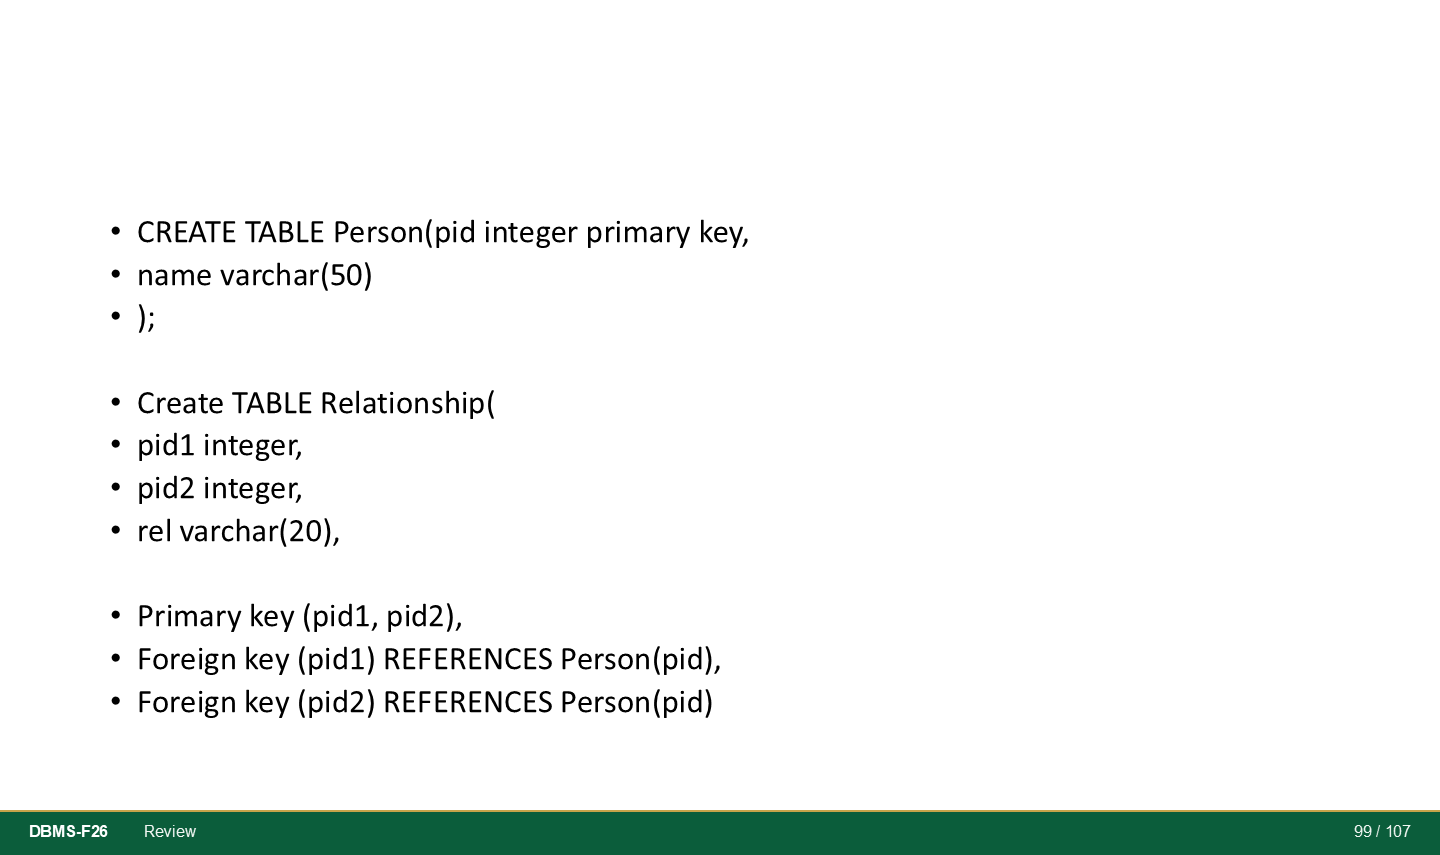 • CREATE TABLE Person(pid integer primary key,
• name varchar(50)
• );
• Create TABLE Relationship(
• pid1 integer,
• pid2 integer,
• rel varchar(20),
• Primary key (pid1, pid2),
• Foreign key (pid1) REFERENCES Person(pid),
• Foreign key (pid2) REFERENCES Person(pid)
DBMS-F26 Review 99 / 107